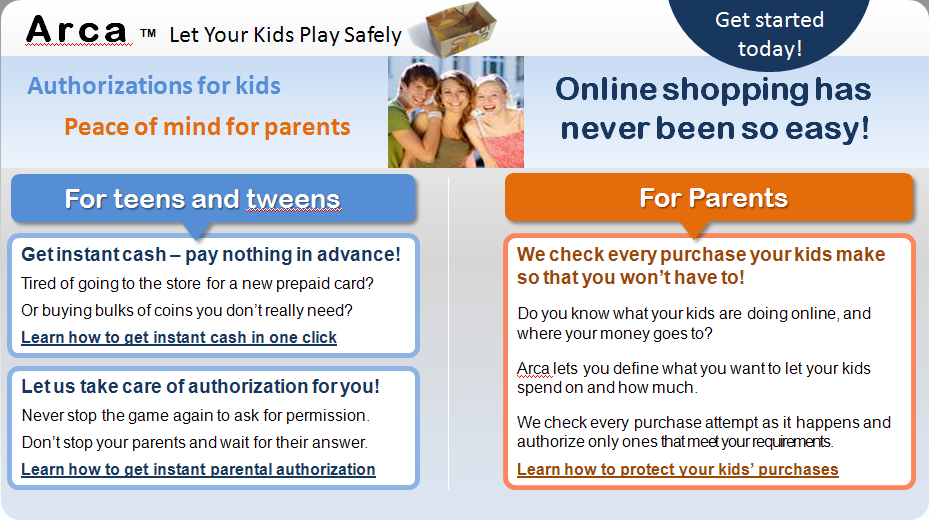 Arca ™ Let Your Kids Play Safely
Get started
today!
Authorizations for kids
Peace of mind for parents
Online shopping has
never been so easy!
For teens and tweens
Get instant cash – pay nothing in advance!
Tired of going to the store for a new prepaid card?
Or buying bulks of coins you don't really need?
Learn how to get instant cash in one click
Let us take care of authorization for you!
Never stop the game again to ask for permission.
Don't stop your parents and wait for their answer.
Learn how to get instant parental authorization
For Parents
We check every purchase your kids make
so that you won't have to!
Do you know what your kids are doing online, and
where your money goes to?
Arca lets you define what you want to let your kids
spend on and how much.
We check every purchase attempt as it happens and
authorize only ones that meet your requirements.
Learn how to protect your kids' purchases